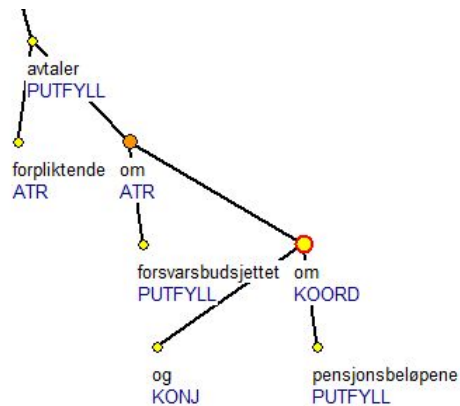 avtaler
PUTFYLL
forpliktende om
ATR ATR
forsvarsbudsjettet om
PUTFYLL KOORD
og pensjonsbeløpene
KONJ PUTFYLL